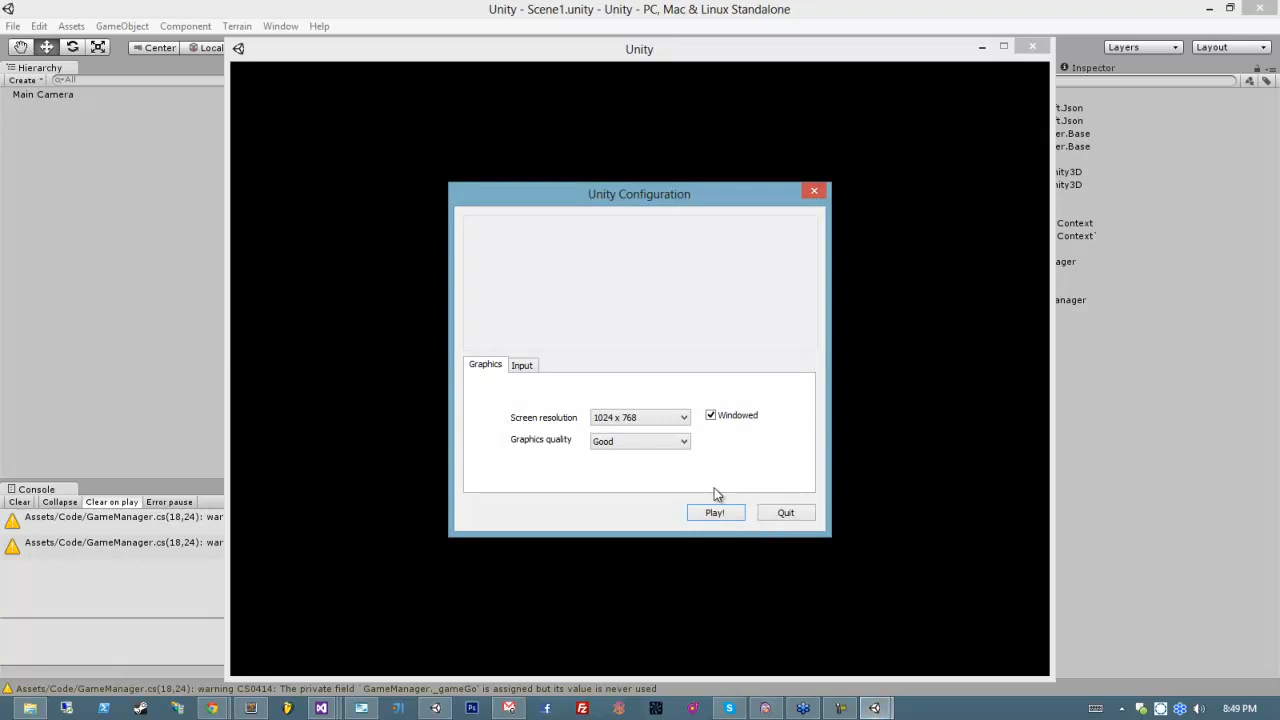 Unity - Scene1.unity - Unity - PC, Mac & Linux Standalone
File Edit Assets GameObject Component Terrain Window Help
Center Local
Unity
Layers Layout
Hierarchy
Inspector
Create All
Main Camera
t.Json
t.Json
er.Base
er.Base
nity3D
nity3D
Context
Context`
ager
anager
Unity Configuration
Graphics Input
Screen resolution 1024 x 768 Windowed
Graphics quality Good
Play! Quit
Console
Clear Collapse Clear on play Error pause
Assets/Code/GameManager.cs(18,24): war
Assets/Code/GameManager.cs(18,24): war
Assets/Code/GameManager.cs(18,24): warning CS0414: The private field `GameManager._gameGo' is assigned but its value is never used
8:49 PM